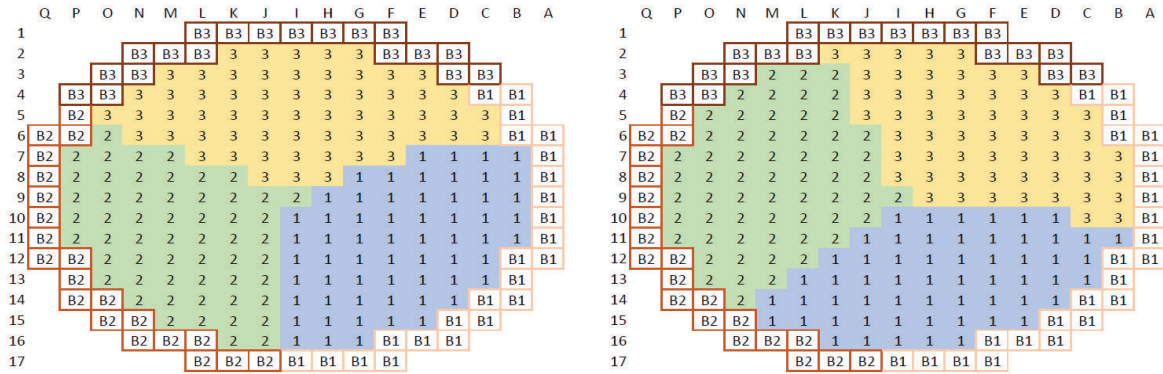 Q P O N M L K J I H G F E D C B A
1 B3 B3 B3 B3 B3 B3 B3
2 B3 B3 B3 3 3 3 3 3 B3 B3 B3
3 B3 B3 3 3 3 3 3 3 3 3 3 B3 B3
4 B3 B3 3 3 3 3 3 3 3 3 3 3 3 B1 B1
5 B2 3 3 3 3 3 3 3 3 3 3 3 3 3 B1
6 B2 B2 2 3 3 3 3 3 3 3 3 3 3 3 3 B1 B1
7 B2 2 2 2 2 3 3 3 3 3 3 3 1 1 1 1 B1
8 B2 2 2 2 2 2 2 3 3 3 1 1 1 1 1 1 B1
9 B2 2 2 2 2 2 2 2 2 1 1 1 1 1 1 1 B1
10 B2 2 2 2 2 2 2 2 1 1 1 1 1 1 1 1 B1
11 B2 2 2 2 2 2 2 2 1 1 1 1 1 1 1 1 B1
12 B2 B2 2 2 2 2 2 2 1 1 1 1 1 1 1 B1 B1
13 B2 2 2 2 2 2 2 1 1 1 1 1 1 1 B1
14 B2 B2 2 2 2 2 2 1 1 1 1 1 1 B1 B1
15 B2 B2 2 2 2 2 1 1 1 1 1 B1 B1
16 B2 B2 B2 2 2 1 1 1 B1 B1 B1
17 B2 B2 B2 B1 B1 B1 B1
Q P O N M L K J I H G F E D C B A
B3 B3 B3 B3 B3 B3 B3
B3 B3 B3 3 3 3 3 3 B3 B3 B3
B3 B3 2 2 2 3 3 3 3 3 3 B3 B3
B3 B3 2 2 2 2 3 3 3 3 3 3 3 B1 B1
B2 2 2 2 2 2 3 3 3 3 3 3 3 3 B1
B2 B2 2 2 2 2 2 2 3 3 3 3 3 3 3 B1 B1
B2 2 2 2 2 2 2 2 3 3 3 3 3 3 3 3 B1
B2 2 2 2 2 2 2 2 3 3 3 3 3 3 3 3 B1
B2 2 2 2 2 2 2 2 2 3 3 3 3 3 3 3 B1
B2 2 2 2 2 2 2 2 1 1 1 1 1 1 3 3 B1
B2 2 2 2 2 2 2 1 1 1 1 1 1 1 1 1 B1
B2 B2 2 2 2 2 1 1 1 1 1 1 1 1 1 B1 B1
B2 2 2 2 1 1 1 1 1 1 1 1 1 1 B1
B2 B2 2 1 1 1 1 1 1 1 1 1 1 B1 B1
B2 B2 1 1 1 1 1 1 1 1 1 B1 B1
B2 B2 B2 1 1 1 1 1 B1 B1 B1
B2 B2 B2 B1 B1 B1 B1